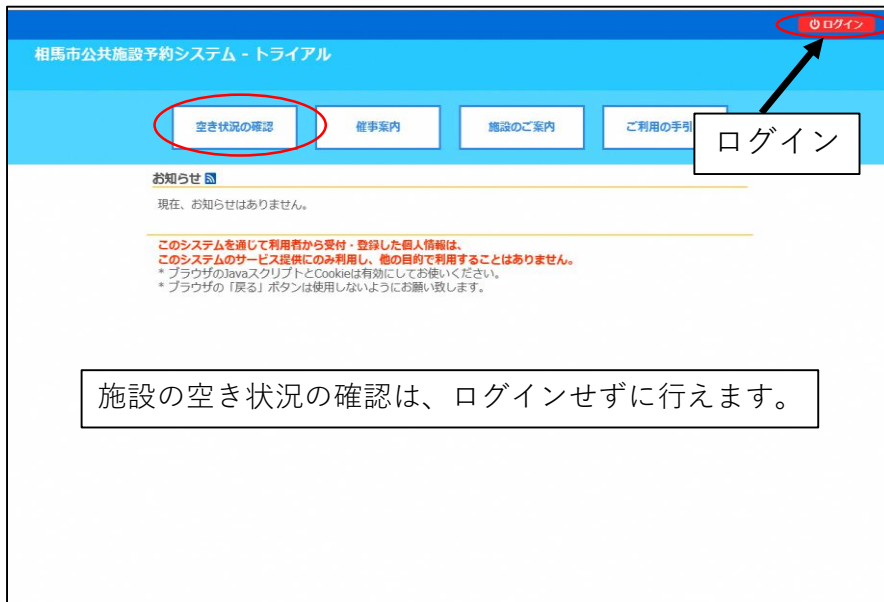 ログイン
相馬市公共施設予約システム - トライアル
空き状況の確認
催事案内
施設のご案内
ご利用の手引
ログイン
お知らせ
現在、お知らせはありません。
このシステムを通じて利用者から受付・登録した個人情報は、
このシステムのサービス提供にのみ利用し、他の目的で利用することはありません。
* ブラウザのJavaスクリプトとCookieは有効にしてお使いください。
* ブラウザの「戻る」ボタンは使用しないようにお願い致します。
施設の空き状況の確認は、ログインせずに行えます。